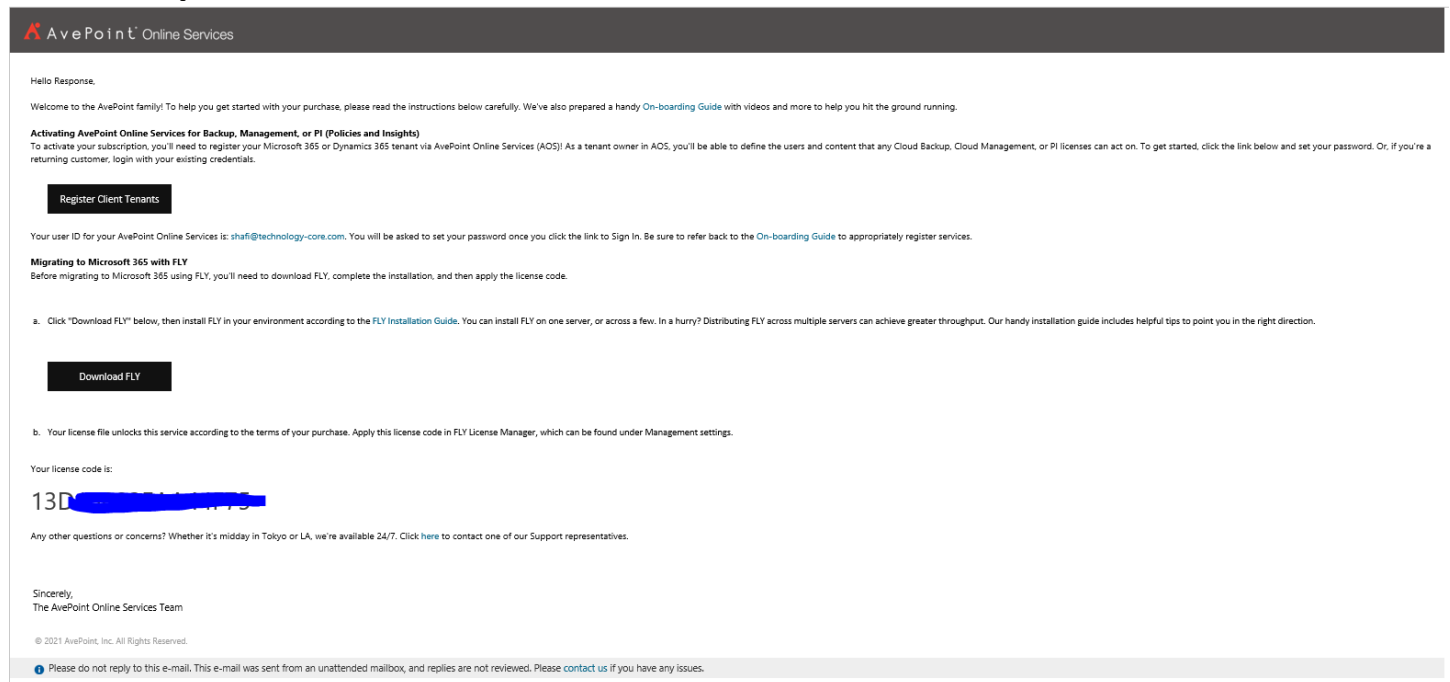 AvePoint Online Services
Hello Response,
Welcome to the AvePoint family! To help you get started with your purchase, please read the instructions below carefully. We've also prepared a handy On-boarding Guide with videos and more to help you hit the ground running.
Activating AvePoint Online Services for Backup, Management, or PI (Policies and Insights)
To activate your subscription, you'll need to register your Microsoft 365 or Dynamics 365 tenant via AvePoint Online Services (AOS)! As a tenant owner in AOS, you'll be able to define the users and content that any Cloud Backup, Cloud Management, or PI licenses can act on. To get started, click the link below and set your password. Or, if you're a
returning customer, login with your existing credentials.
Register Client Tenants
Your user ID for your AvePoint Online Services is: shafi@technology-core.com. You will be asked to set your password once you click the link to Sign In. Be sure to refer back to the On-boarding Guide to appropriately register services.
Migrating to Microsoft 365 with FLY
Before migrating to Microsoft 365 using FLY, you'll need to download FLY, complete the installation, and then apply the license code.
a. Click "Download FLY" below, then install FLY in your environment according to the FLY Installation Guide. You can install FLY on one server, or across a few. In a hurry? Distributing FLY across multiple servers can achieve greater throughput. Our handy installation guide includes helpful tips to point you in the right direction.
Download FLY
b. Your license file unlocks this service according to the terms of your purchase. Apply this license code in FLY License Manager, which can be found under Management settings.
Your license code is:
13D
Any other questions or concerns? Whether it's midday in Tokyo or LA, we're available 24/7. Click here to contact one of our Support representatives.
Sincerely,
The AvePoint Online Services Team
© 2021 AvePoint, Inc. All Rights Reserved.
Please do not reply to this e-mail. This e-mail was sent from an unattended mailbox, and replies are not reviewed. Please contact us if you have any issues.